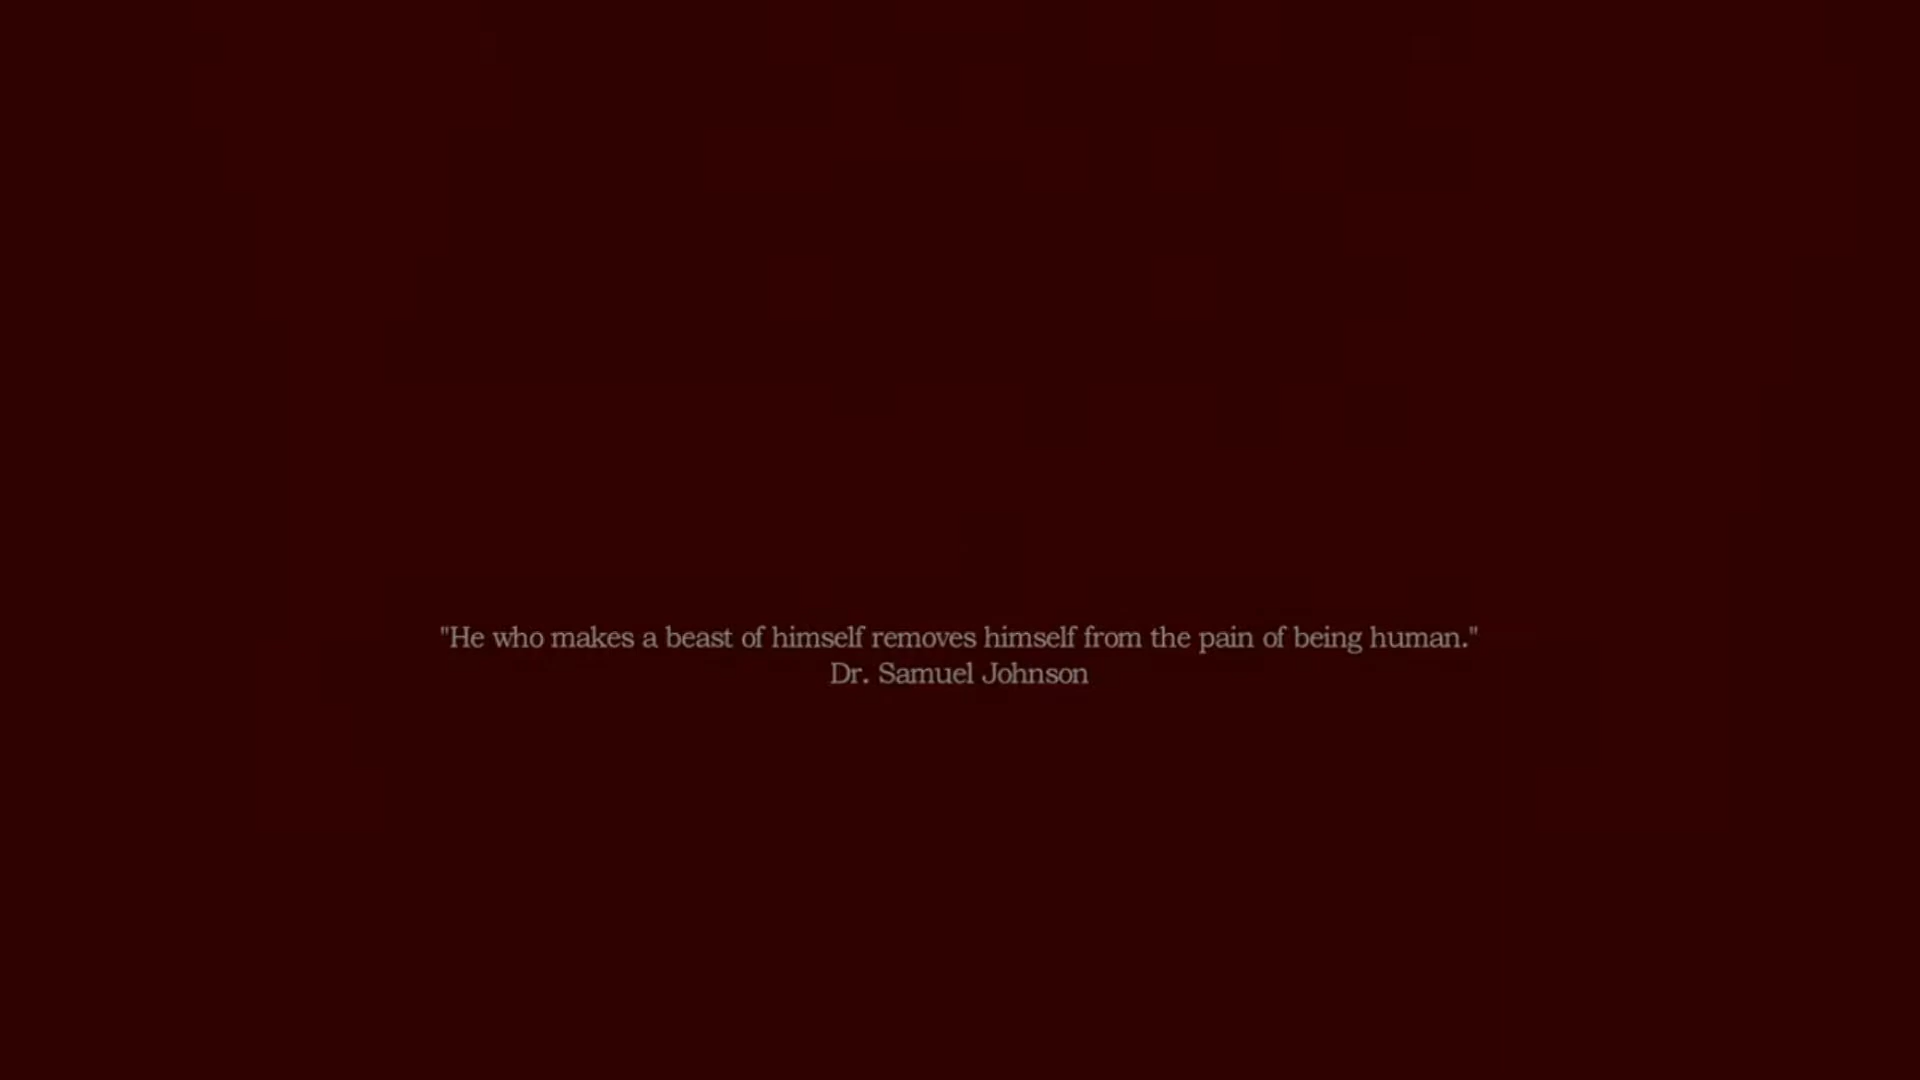 "He who makes a beast of himself removes himself from the pain of being human."
Dr. Samuel Johnson